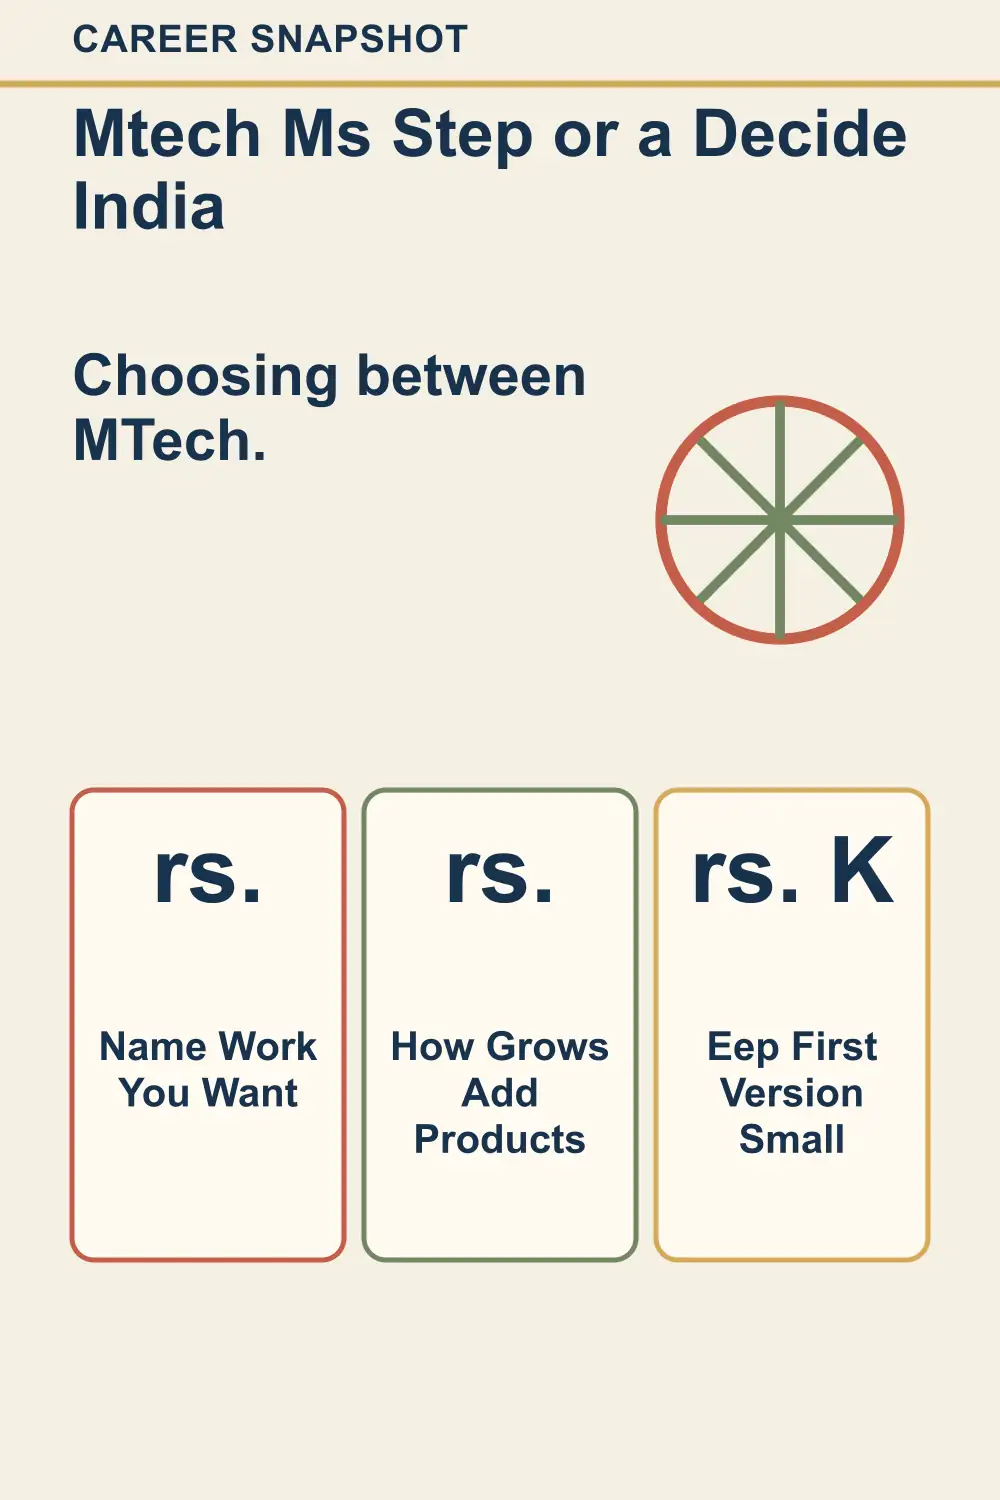 CAREER SNAPSHOT
Mtech Ms Step or a Decide
India
Choosing between
MTech.
rs.
Name Work
You Want
rs.
How Grows
Add
Products
rs. K
Eep First
Version
Small